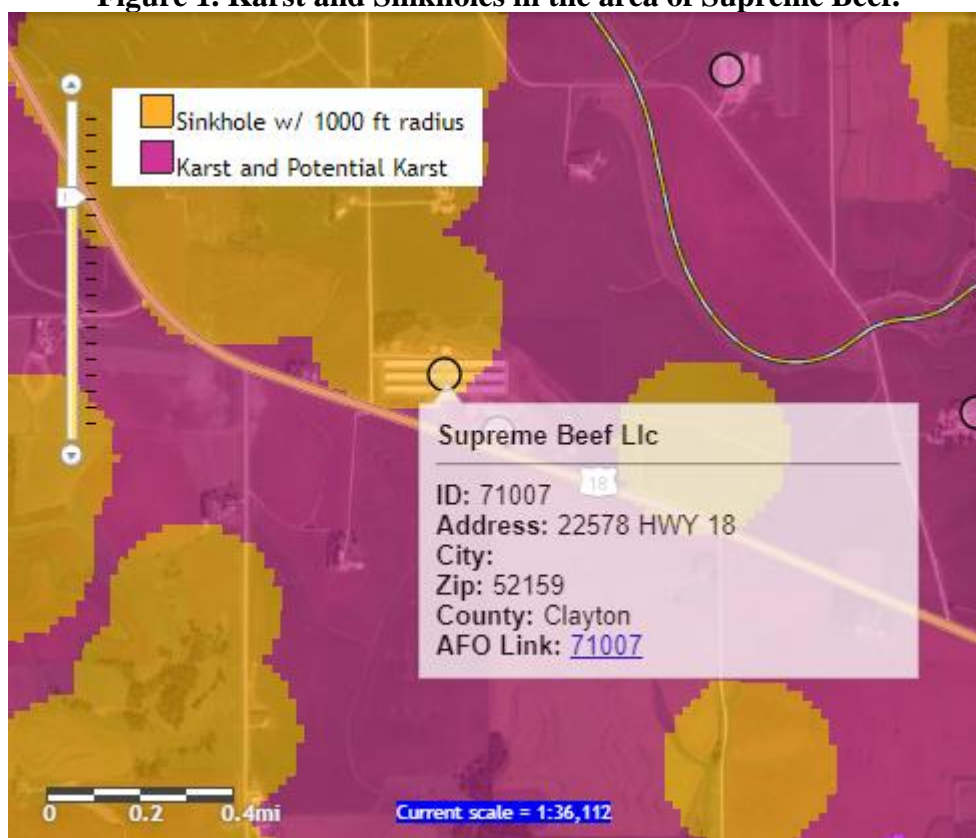 Figure 1. Karst and Sinkholes in the area of Supreme Beef.
Sinkhole w/ 1000 ft radius
Karst and Potential Karst
Supreme Beef Llc
18
ID: 71007
Address: 22578 HWY 18
City:
Zip: 52159
County: Clayton
AFO Link: 71007
0 0.2 0.4mi
Current scale = 1:36,112